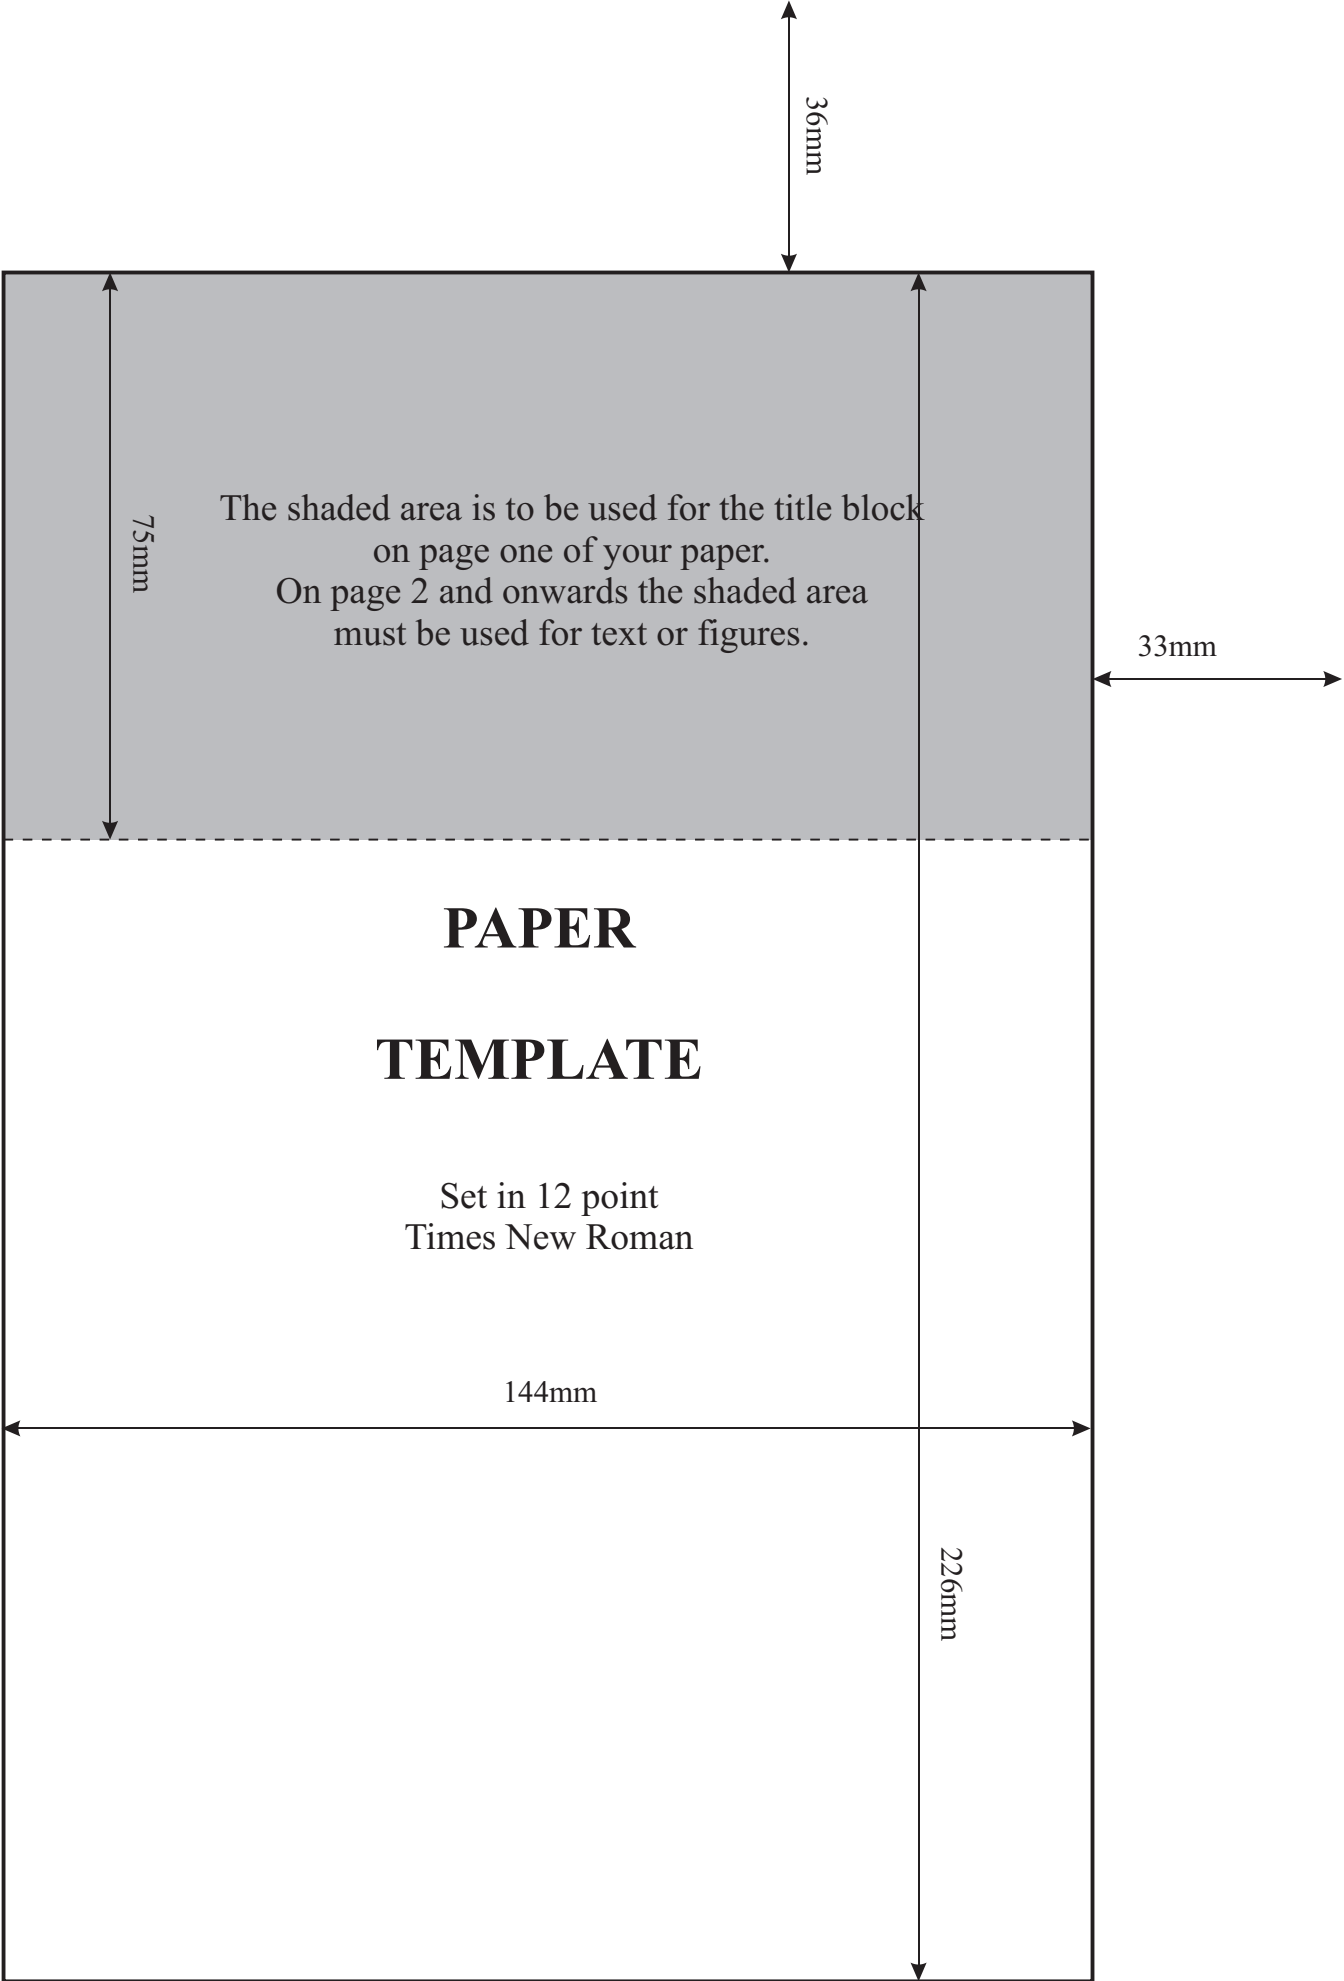 36mm
The shaded area is to be used for the title block
on page one of your paper.
On page 2 and onwards the shaded area
must be used for text or figures.
75mm
33mm
PAPER
TEMPLATE
Set in 12 point
Times New Roman
144mm
226mm